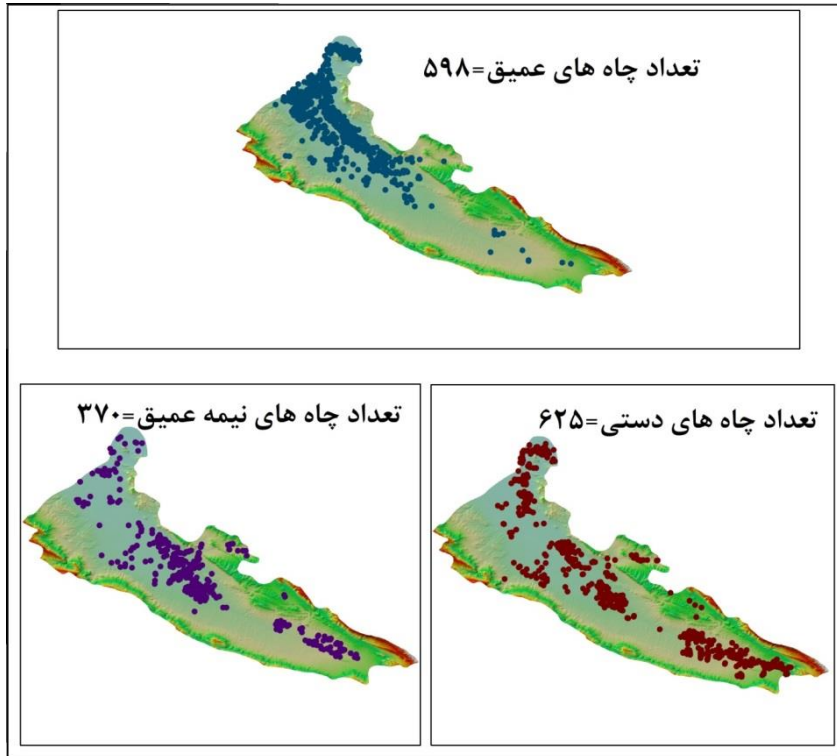 تعداد چاه های عمیق=۵۹۸
تعداد چاه های دستی=۶۲۵
تعداد چاه های نیمه عمیق=۳۷۰